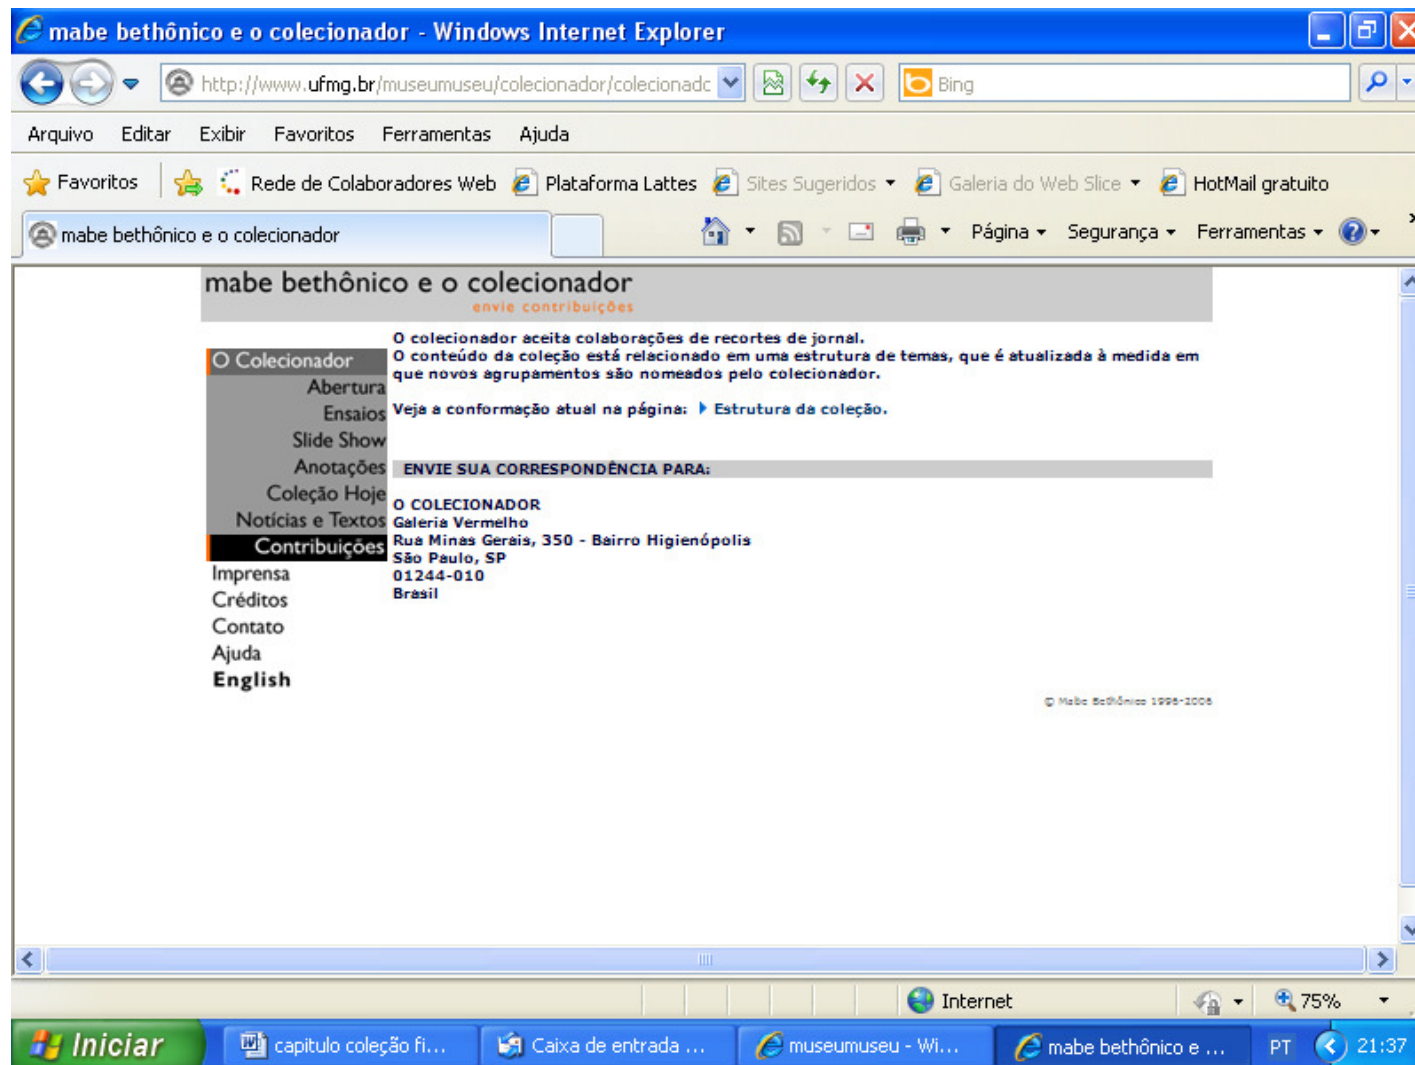 mabe bethônico e o colecionador - Windows Internet Explorer
http://www.ufmg.br/museumuseu/colecionador/colecionadc
Bing
Arquivo Editar Exibir Favoritos Ferramentas Ajuda
Favoritos Rede de Colaboradores Web Plataforma Lattes Sites Sugeridos Galeria do Web Slice HotMail gratuito
mabe bethônico e o colecionador
Página Segurança Ferramentas
mabe bethônico e o colecionador
envie contribuições
O Colecionador
Abertura
Ensaios
Slide Show
Anotações
Coleção Hoje
Notícias e Textos
Contribuições
Imprensa
Créditos
Contato
Ajuda
English
O colecionador aceita colaborações de recortes de jornal.
O conteúdo da coleção está relacionado em uma estrutura de temas, que é atualizada à medida em
que novos agrupamentos são nomeados pelo colecionador.
Veja a conformação atual na página: Estrutura da coleção.
ENVIE SUA CORRESPONDÊNCIA PARA:
O COLECIONADOR
Galeria Vermelho
Rua Minas Gerais, 350 - Bairro Higienópolis
São Paulo, SP
01244-010
Brasil
© Mabe Bethônico 1996-2006
Internet 75%
Iniciar capitulo coleção fi... Caixa de entrada ... museumuseu - Wi... mabe bethônico e ... PT 21:37